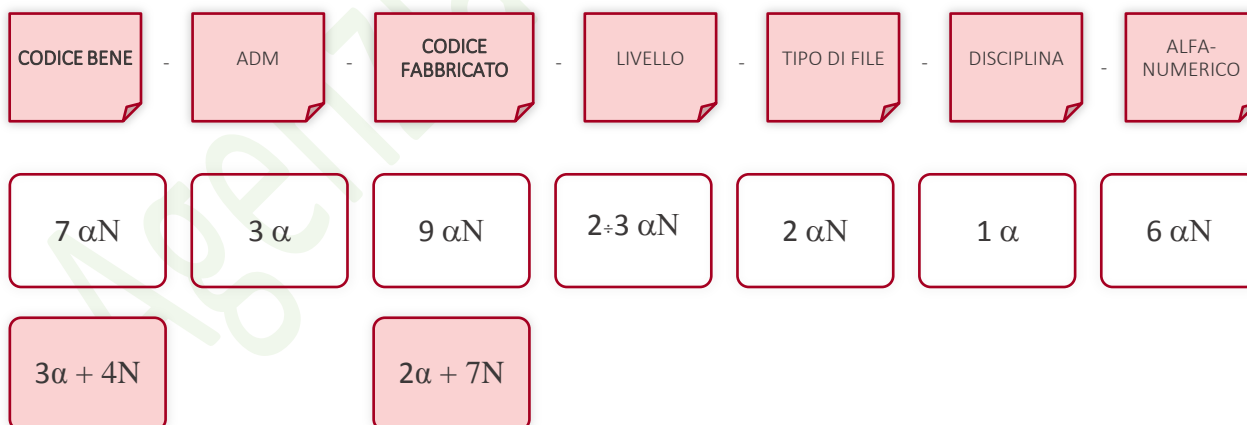 CODICE BENE - ADM - CODICE FABBRICATO - LIVELLO - TIPO DI FILE - DISCIPLINA - ALFA-NUMERICO
7 αN 3 α 9 αN 2÷3 αN 2 αN 1 α 6 αN
3α + 4N 2α + 7N